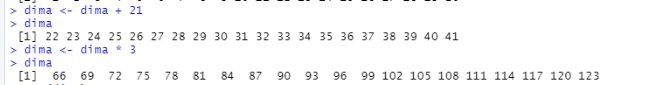 > dima <- dima + 21
> dima
[1] 22 23 24 25 26 27 28 29 30 31 32 33 34 35 36 37 38 39 40 41
> dima <- dima * 3
> dima
[1]  66  69  72  75  78  81  84  87  90  93  96  99 102 105 108 111 114 117 120 123